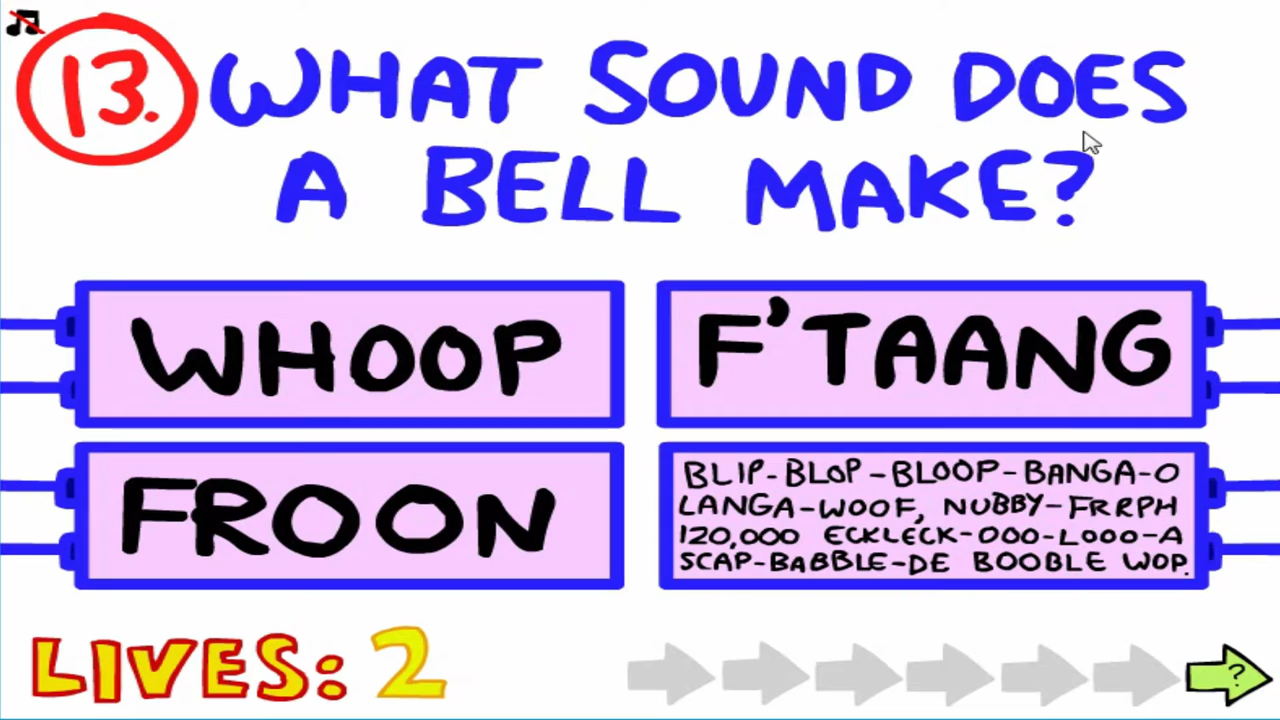 13. WHAT SOUND DOES
A BELL MAKE?
WHOOP
F'TAANG
FROON
BLIP-BLOP-BLOOP-BANGA-O
LANGA-WOOF, NUBBY-FRRPH
120,000 ECKLECK-OOO-LOOO-A
SCAP-BABBLE-DE BOOBLE WOP.
LIVES: 2
?